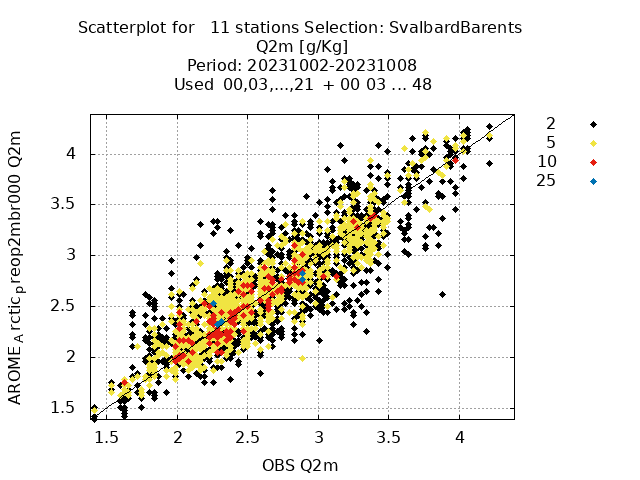 Scatterplot for   11 stations Selection: SvalbardBarents
Q2m [g/Kg]
Period: 20231002-20231008
Used  00,03,...,21  + 00 03 ... 48
2
5
10
25
AROME_Arctic_preop2mbr000 Q2m
4
3.5
3
2.5
2
1.5
1.5 2 2.5 3 3.5 4
OBS Q2m